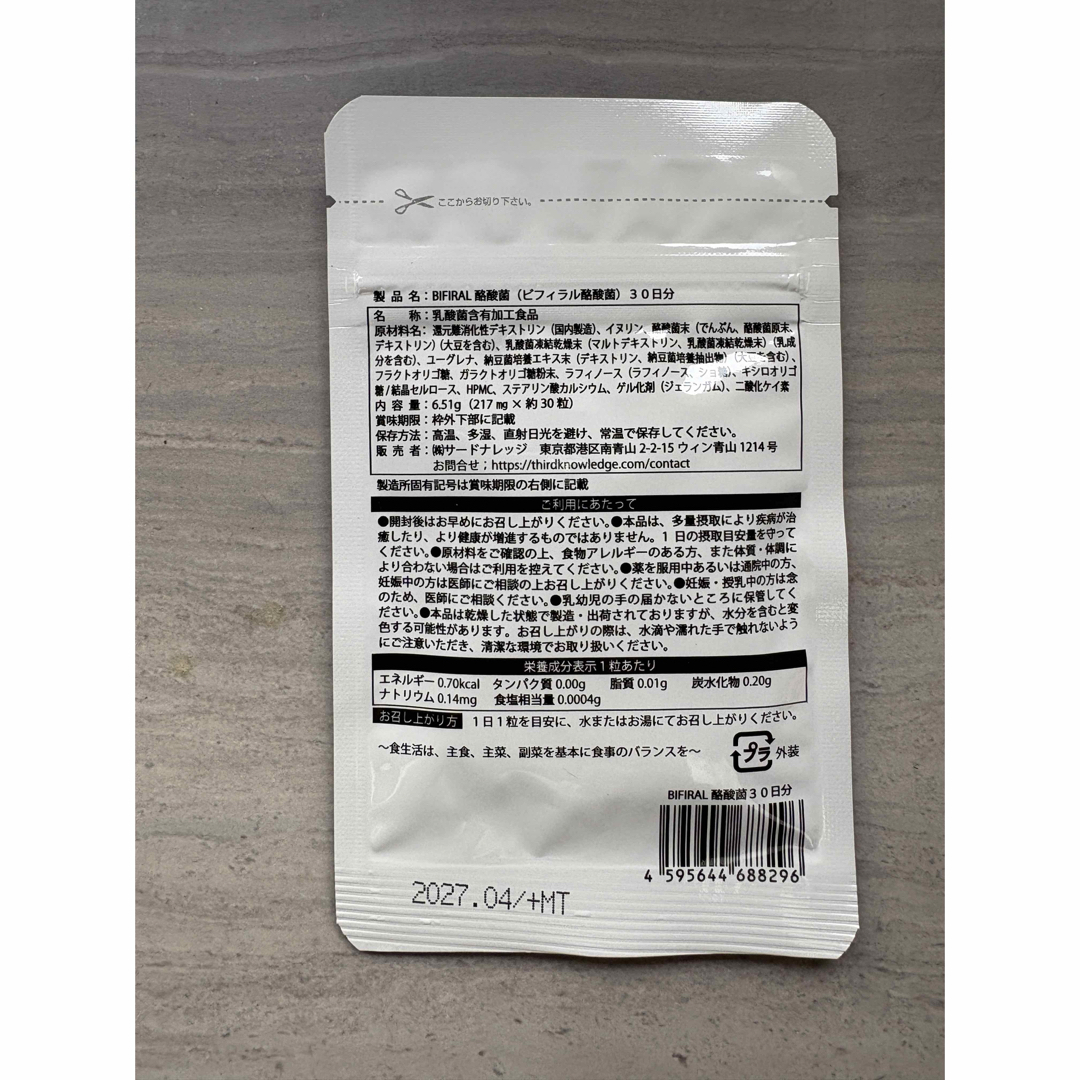 ここからお切り下さい。
製品名：BIFIRAL 酪酸菌（ビフィラル酪酸菌）３０日分
名　　称：乳酸菌含有加工食品
原材料名：還元難消化性デキストリン（国内製造）、イヌリン、酪酸菌末（でんぷん、酪酸菌原末、
デキストリン）（大豆を含む）、乳酸菌凍結乾燥末（マルトデキストリン、乳酸菌凍結乾燥末）（乳成
分を含む）、ユーグレナ、納豆菌培養エキス末（デキストリン、納豆菌培養抽出物）（大豆を含む）、
フラクトオリゴ糖、ガラクトオリゴ糖粉末、ラフィノース（ラフィノース、ショ糖）、キシロオリゴ
糖 / 結晶セルロース、HPMC、ステアリン酸カルシウム、ゲル化剤（ジェランガム）、二酸化ケイ素
内容量：6.51g（217 ㎎ × 約 30 粒）
賞味期限：枠外下部に記載
保存方法：高温、多湿、直射日光を避け、常温で保存してください。
販売者：㈱サードナレッジ　東京都港区南青山 2-2-15 ウィン青山 1214 号
お問合せ；https://thirdknowledge.com/contact
製造所固有記号は賞味期限の右側に記載
ご利用にあたって
●開封後はお早めにお召し上がりください。●本品は、多量摂取により疾病が治
癒したり、より健康が増進するものではありません。1 日の摂取目安量を守って
ください。●原材料をご確認の上、食物アレルギーのある方、また体質・体調に
より合わない場合はご利用を控えてください。●薬を服用中あるいは通院中の方、
妊娠中の方は医師にご相談の上お召し上がりください。●妊娠・授乳中の方は念
のため、医師にご相談ください。●乳幼児の手の届かないところに保管してく
ださい。●本品は乾燥した状態で製造・出荷されておりますが、水分を含むと変
色する可能性があります。お召し上がりの際は、水滴や濡れた手で触れないよう
にご注意いただき、清潔な環境でお取り扱いください。
栄養成分表示１粒あたり
エネルギー 0.70kcal　タンパク質 0.00g　脂質 0.01g　炭水化物 0.20g
ナトリウム 0.14mg　食塩相当量 0.0004g
お召し上がり方　１日１粒を目安に、水またはお湯にてお召し上がりください。
～食生活は、主食、主菜、副菜を基本に食事のバランスを～
プラ 外装
BIFIRAL 酪酸菌３０日分
4 595644 688296
2027.04/+MT